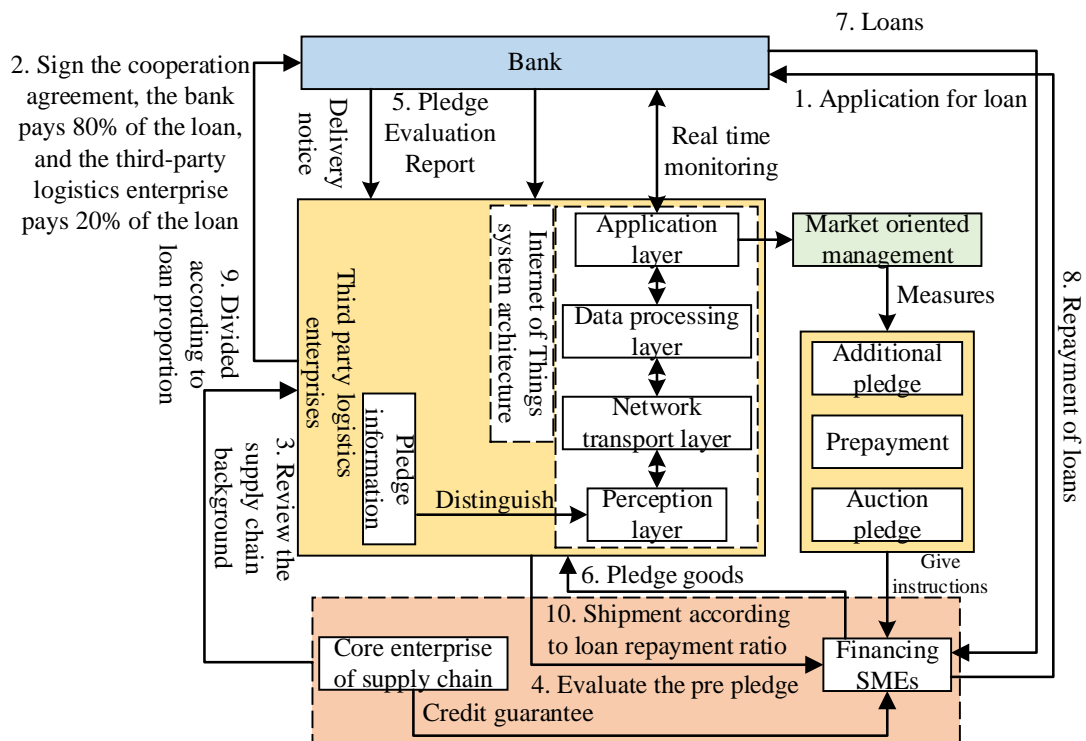 7. Loans
Bank
2. Sign the cooperation
agreement, the bank
pays 80% of the loan,
and the third-party
logistics enterprise
pays 20% of the loan
1. Application for loan
Delivery
notice
5. Pledge
Evaluation
Report
Real time
monitoring
Internet of Things
system architecture
Application
layer
Market oriented
management
Measures
9. Divided
according to
loan proportion
Third party logistics
enterprises
Data processing
layer
Additional
pledge
8. Repayment of
loans
Network
transport layer
Prepayment
Pledge
information
Distinguish
Perception
layer
Auction
pledge
3. Review the
supply chain
background
Give
instructions
6. Pledge goods
10. Shipment according
to loan repayment ratio
Core enterprise
of supply chain
Financing
SMEs
4. Evaluate the pre pledge
Credit guarantee